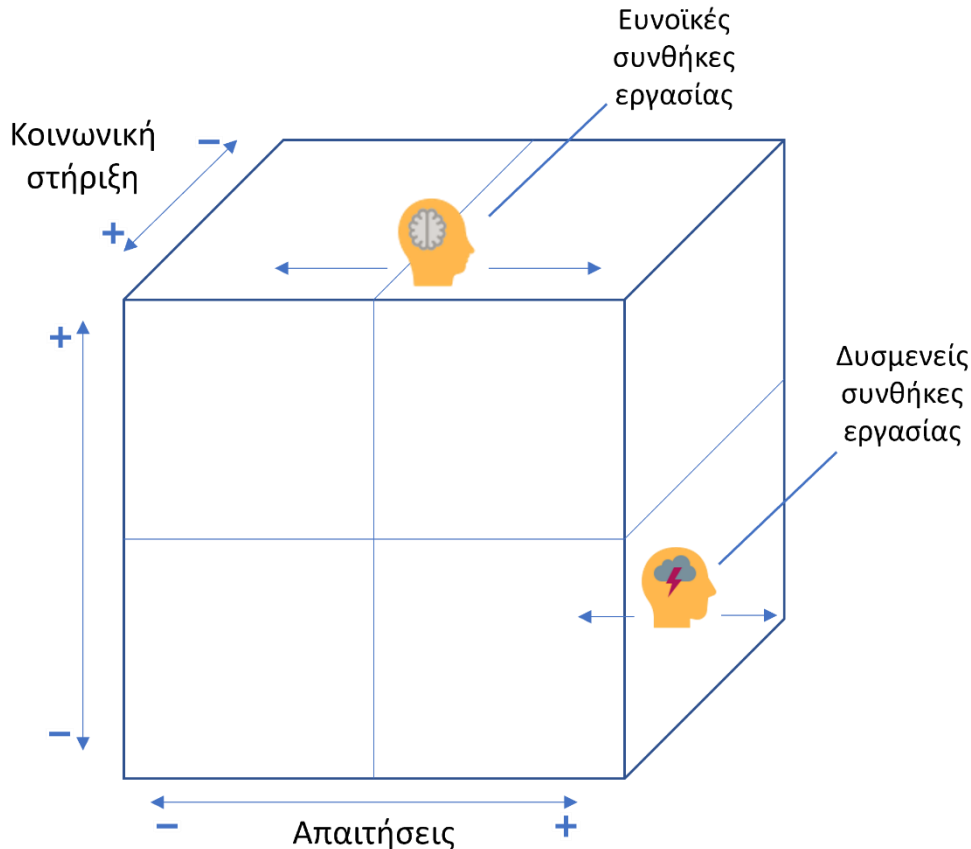 Ευνοϊκές
συνθήκες
εργασίας
Κοινωνική
στήριξη
−
+
+
Δυσμενείς
συνθήκες
εργασίας
−
−
Απαιτήσεις
+